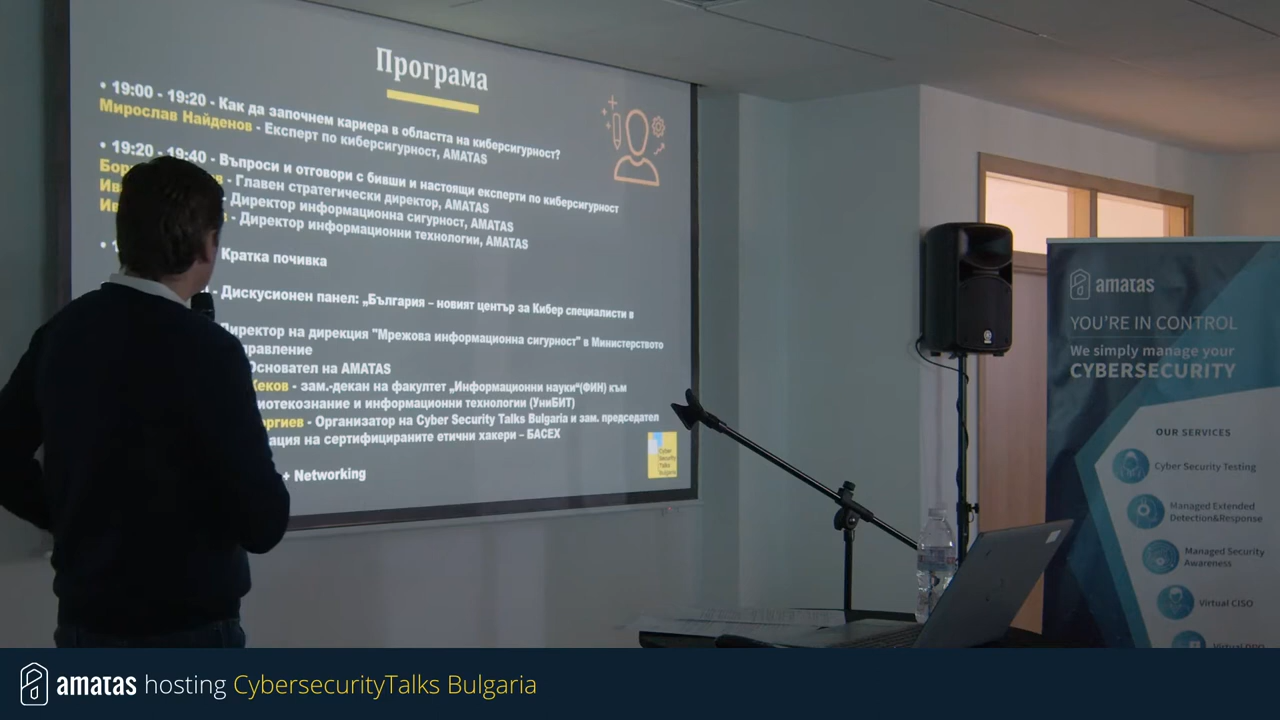 Програма
• 19:00 - 19:20 - Как да започнем кариера в областта на киберсигурност?
Мирослав Найденов - Експерт по киберсигурност, AMATAS
• 19:20 - 19:40 - Въпроси и отговори с бивши и настоящи експерти по киберсигурност
- Главен стратегически директор, AMATAS
- Директор информационна сигурност, AMATAS
- Директор информационни технологии, AMATAS
Кратка почивка
- Дискусионен панел: „България – новият център за Кибер специалисти в
Директор на дирекция "Мрежова информационна сигурност" в Министерството
Основател на AMATAS
- зам.-декан на факултет „Информационни науки“(ФИН) към
и информационни технологии (УниБИТ)
- Организатор на Cyber Security Talks Bulgaria и зам. председател
на сертифицираните етични хакери – БАСЕХ
+ Networking
Cyber
Security
Talks
Bulgaria
amatas
YOU'RE IN CONTROL
We simply manage your
CYBERSECURITY
OUR SERVICES
Cyber Security Testing
Managed Extended
Detection&Response
Managed Security
Awareness
Virtual CISO
amatas hosting CybersecurityTalks Bulgaria